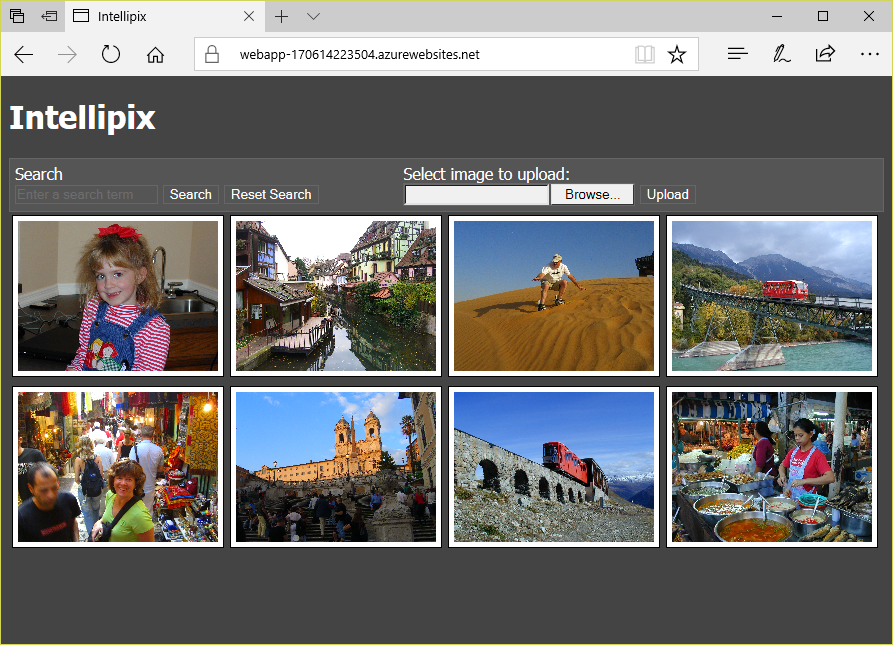 Intellipix
webapp-170614223504.azurewebsites.net
Intellipix
Search
Select image to upload:
Enter a search term
Search
Reset Search
Browse...
Upload